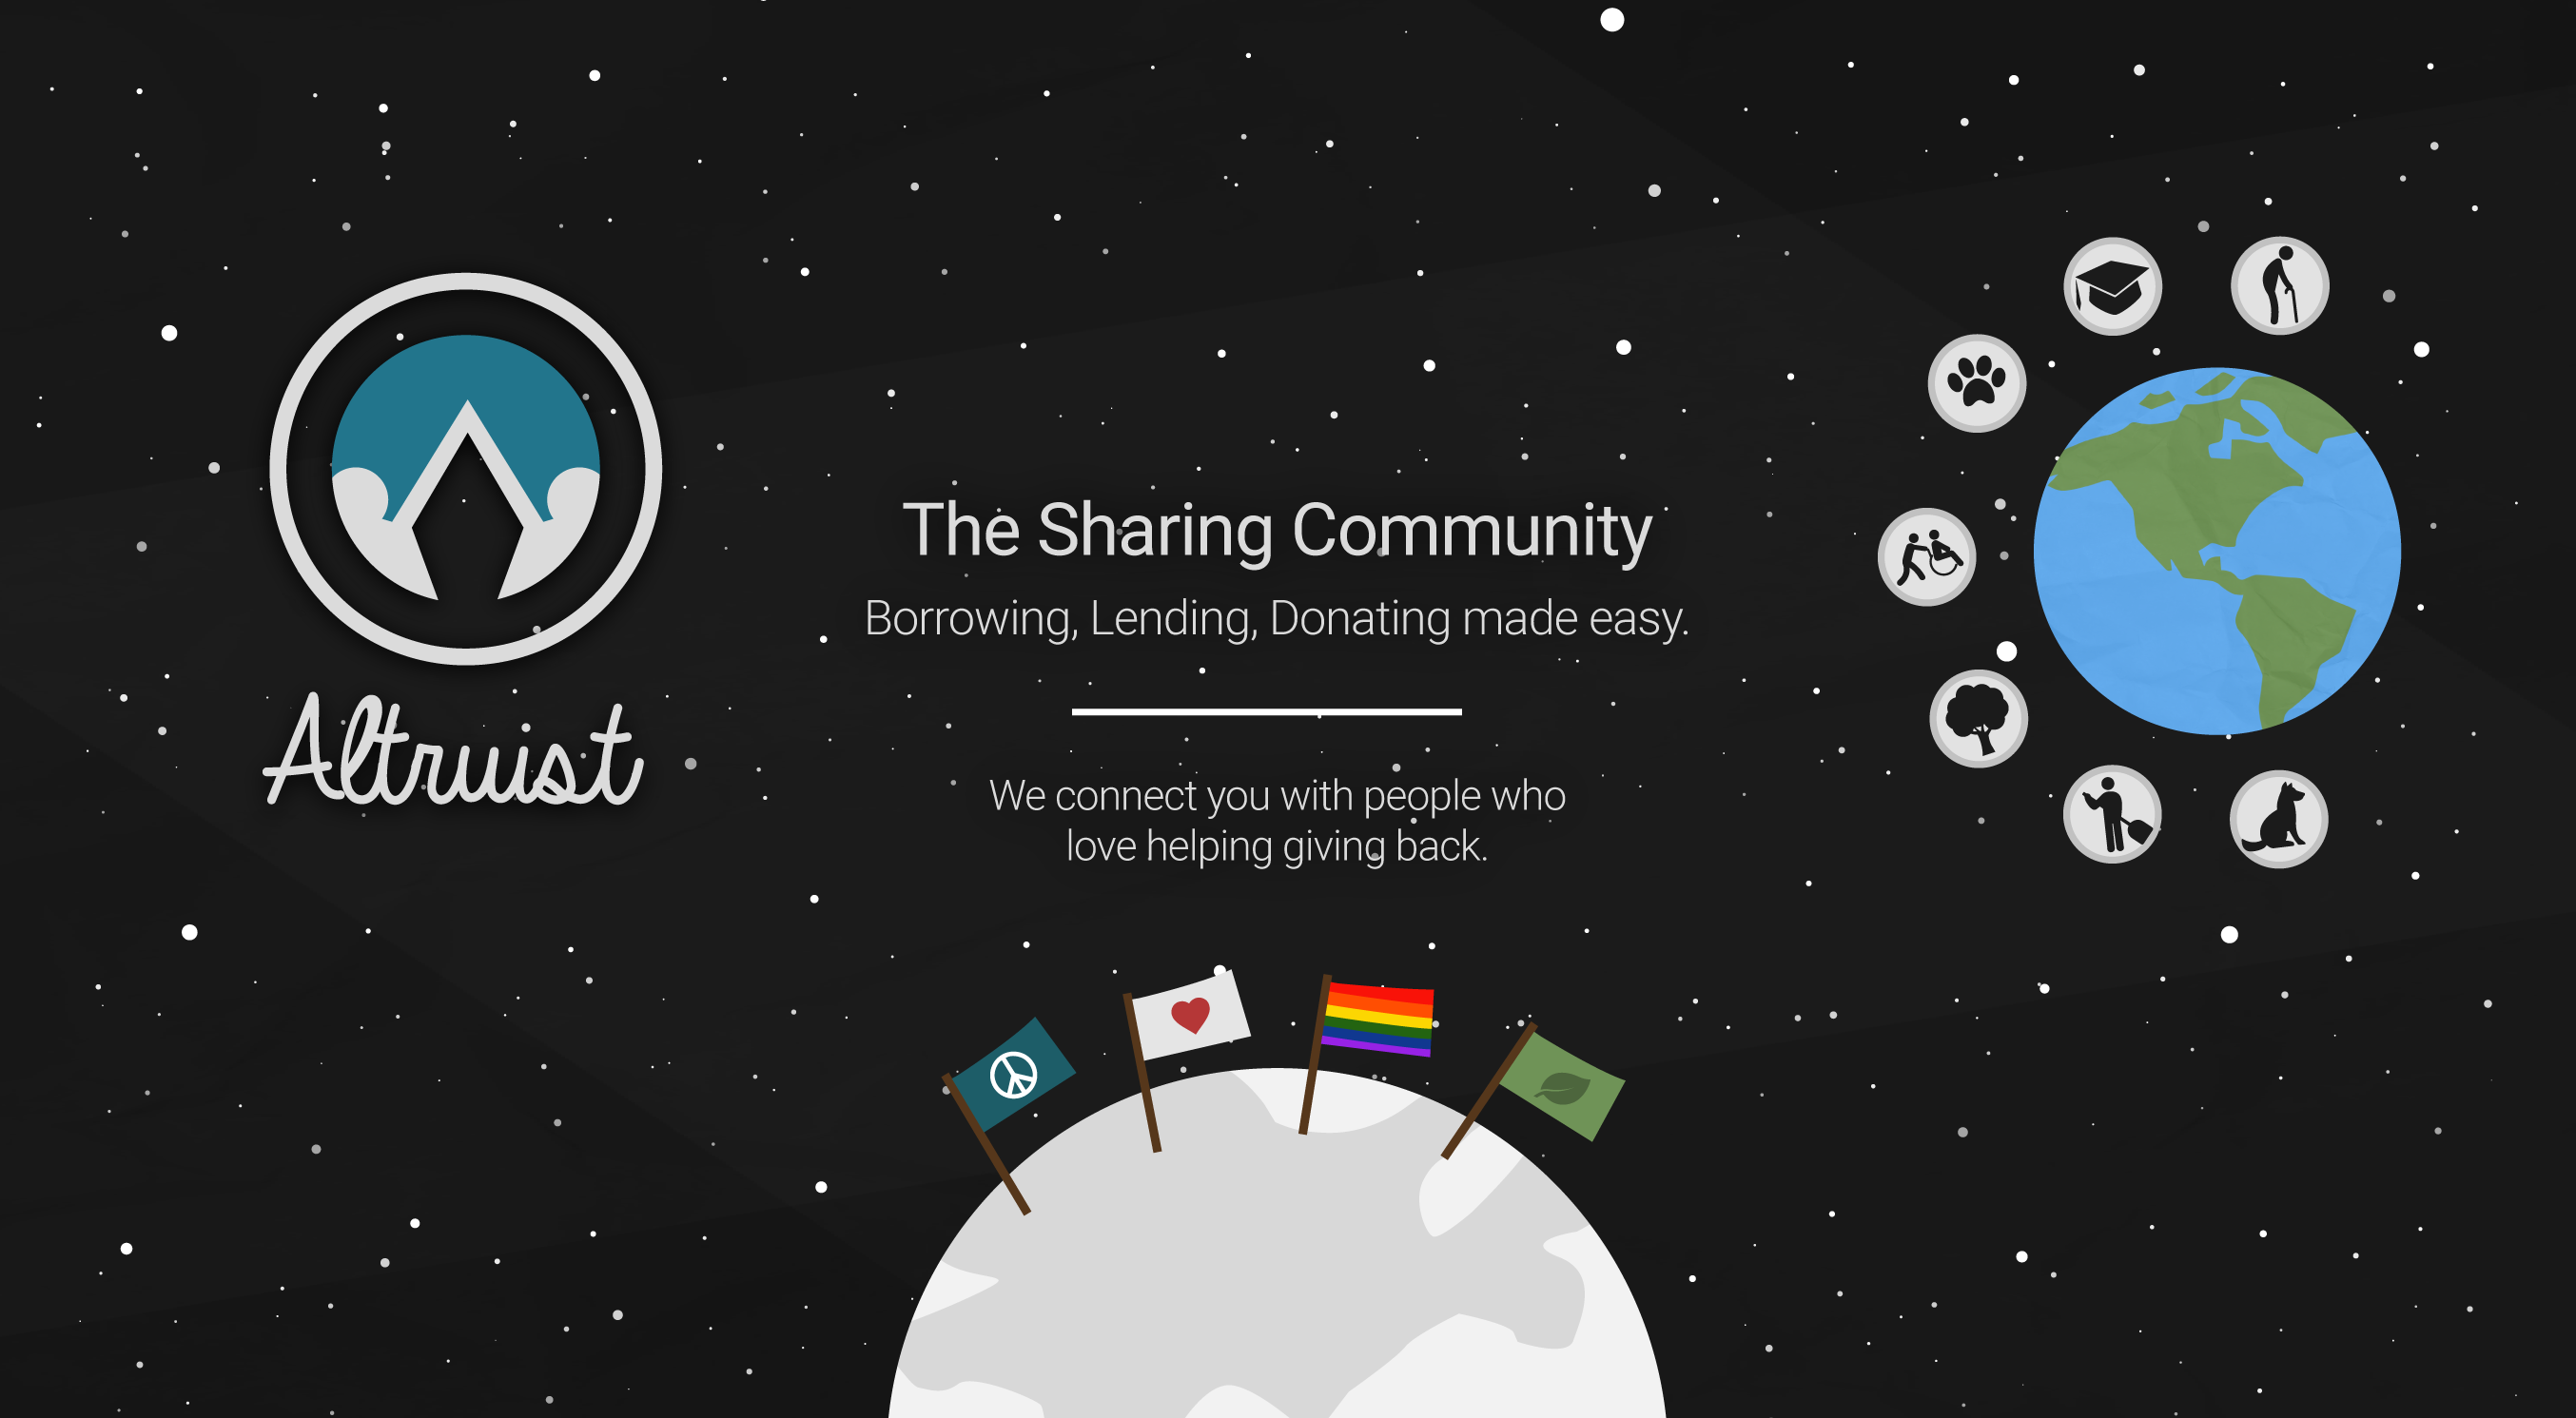 Altruist
The Sharing Community
Borrowing, Lending, Donating made easy.
We connect you with people who
love helping giving back.